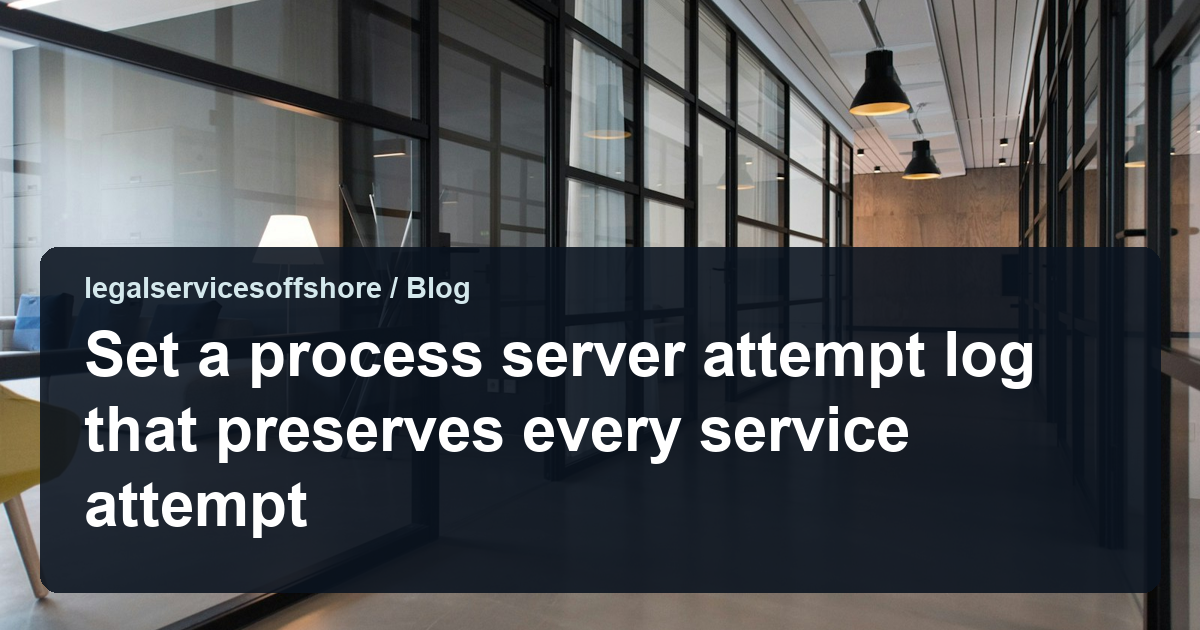 legalservicesoffshore / Blog
Set a process server attempt log
that preserves every service
attempt